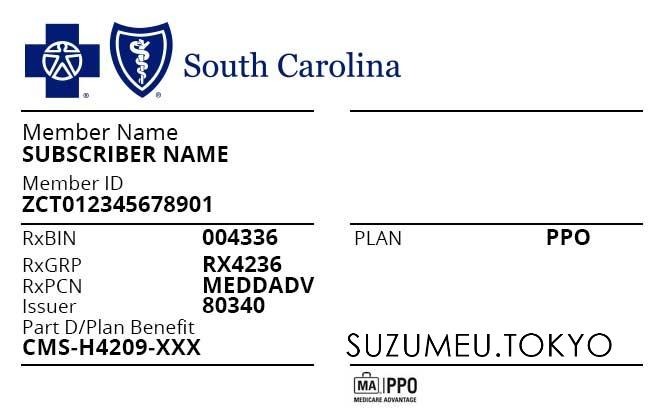 South Carolina
Member Name
SUBSCRIBER NAME
Member ID
ZCT012345678901
RxBIN 004336
PLAN PPO
RxGRP RX4236
RxPCN MEDDADV
Issuer 80340
Part D/Plan Benefit
CMS-H4209-XXX
SUZUMEU.TOKYO
MA PPO
MEDICARE ADVANTAGE